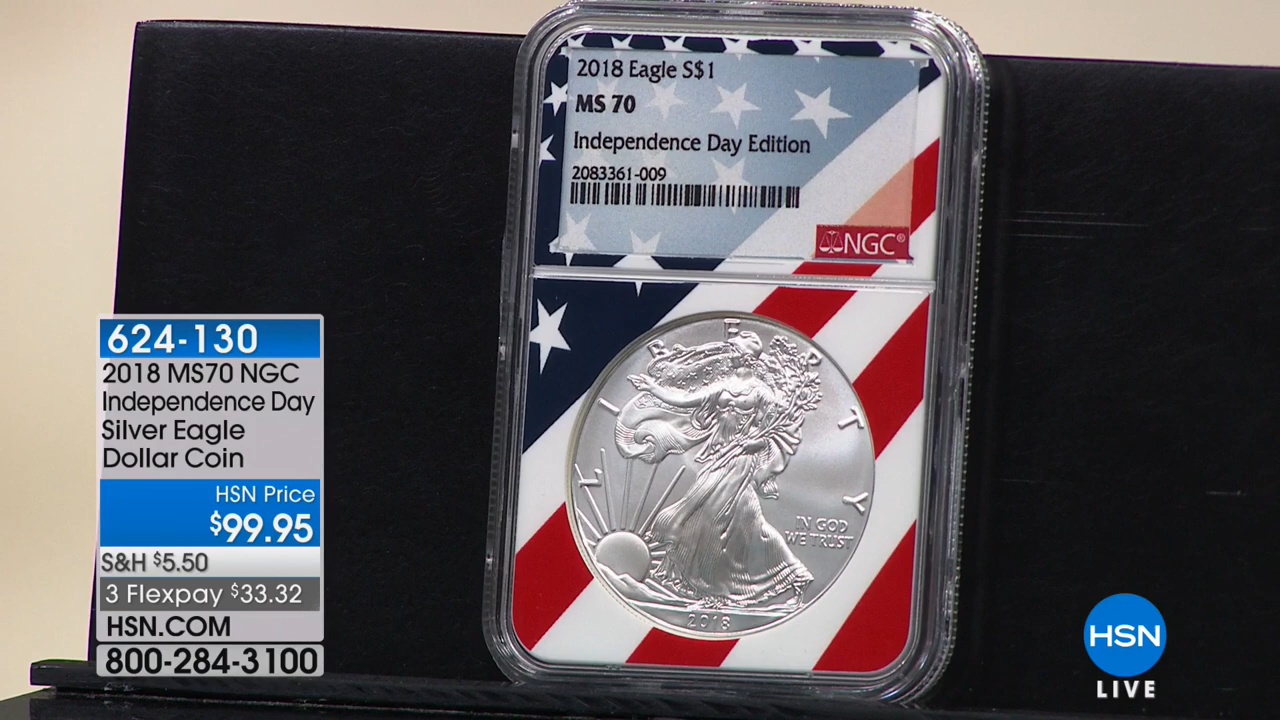 2018 Eagle S$1
MS 70
Independence Day Edition
2083361-009
NGC®
LIBERTY
IN GOD
WE TRUST
2018
624-130
2018 MS70 NGC
Independence Day
Silver Eagle
Dollar Coin
HSN Price
$99.95
S&H $5.50
3 Flexpay $33.32
HSN.COM
800-284-3100
HSN
LIVE